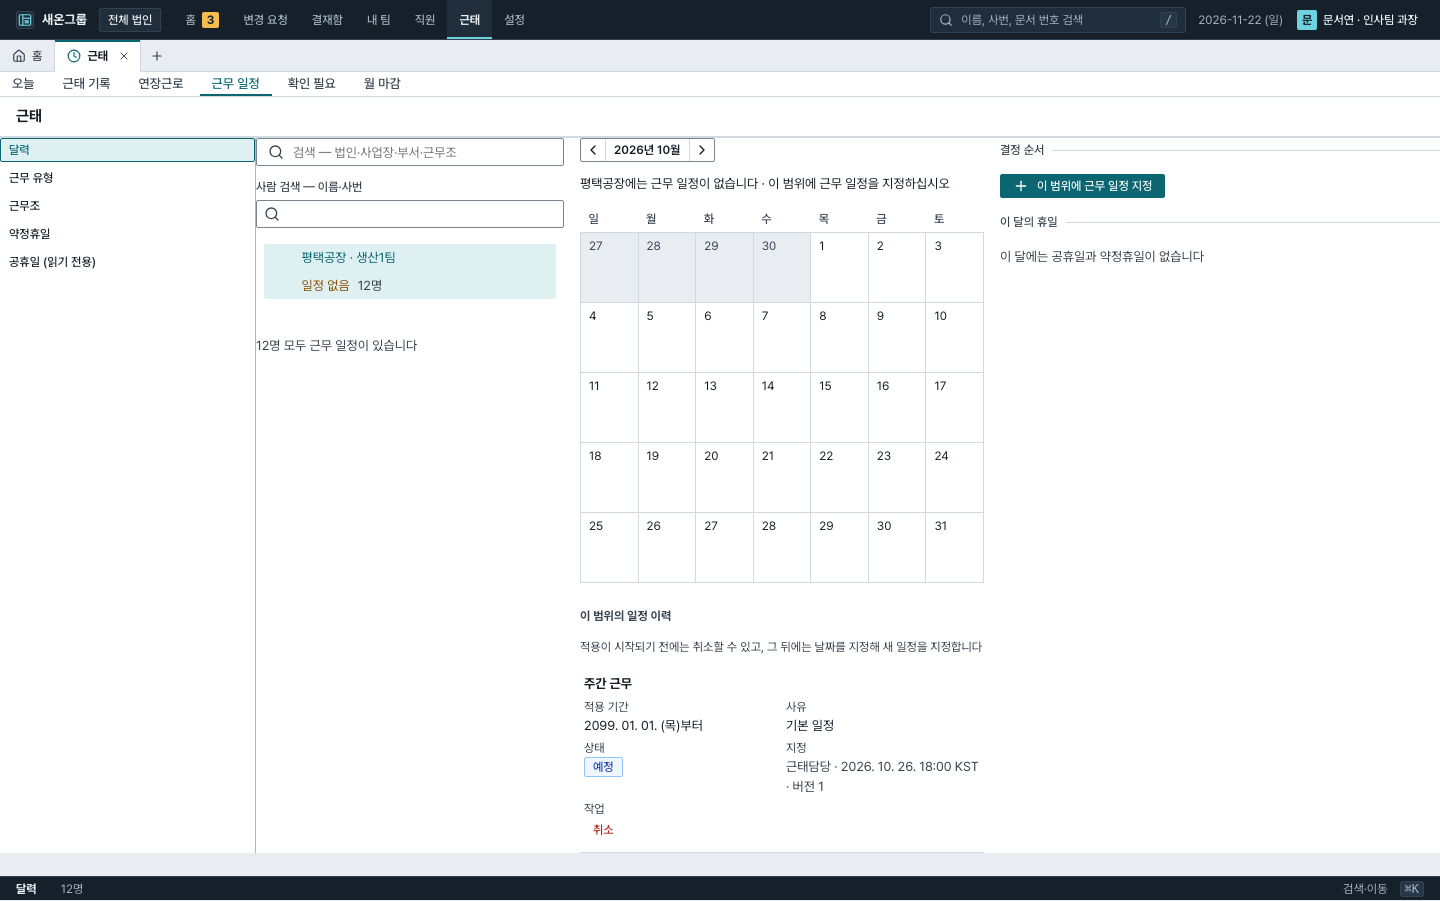 새온그룹 전체 법인 홈 3 변경 요청 결재함 내 팀 직원 근태 설정 이름, 사번, 문서 번호 검색 / 2026-11-22 (일) 문 문서연 · 인사팀 과장
홈 근태
오늘 근태 기록 연장근로 근무 일정 확인 필요 월 마감
근태
달력
근무 유형
근무조
약정휴일
공휴일 (읽기 전용)
검색 — 법인·사업장·부서·근무조
사람 검색 — 이름·사번
평택공장 · 생산1팀
일정 없음 12명
12명 모두 근무 일정이 있습니다
2026년 10월
평택공장에는 근무 일정이 없습니다 · 이 범위에 근무 일정을 지정하십시오
일 월 화 수 목 금 토
27 28 29 30 1 2 3
4 5 6 7 8 9 10
11 12 13 14 15 16 17
18 19 20 21 22 23 24
25 26 27 28 29 30 31
이 범위의 일정 이력
적용이 시작되기 전에는 취소할 수 있고, 그 뒤에는 날짜를 지정해 새 일정을 지정합니다
주간 근무
적용 기간 사유
2099. 01. 01. (목)부터 기본 일정
상태 지정
예정 근태담당 · 2026. 10. 26. 18:00 KST
· 버전 1
작업
취소
결정 순서
이 범위에 근무 일정 지정
이 달의 휴일
이 달에는 공휴일과 약정휴일이 없습니다
달력 12명 검색·이동 ⌘K